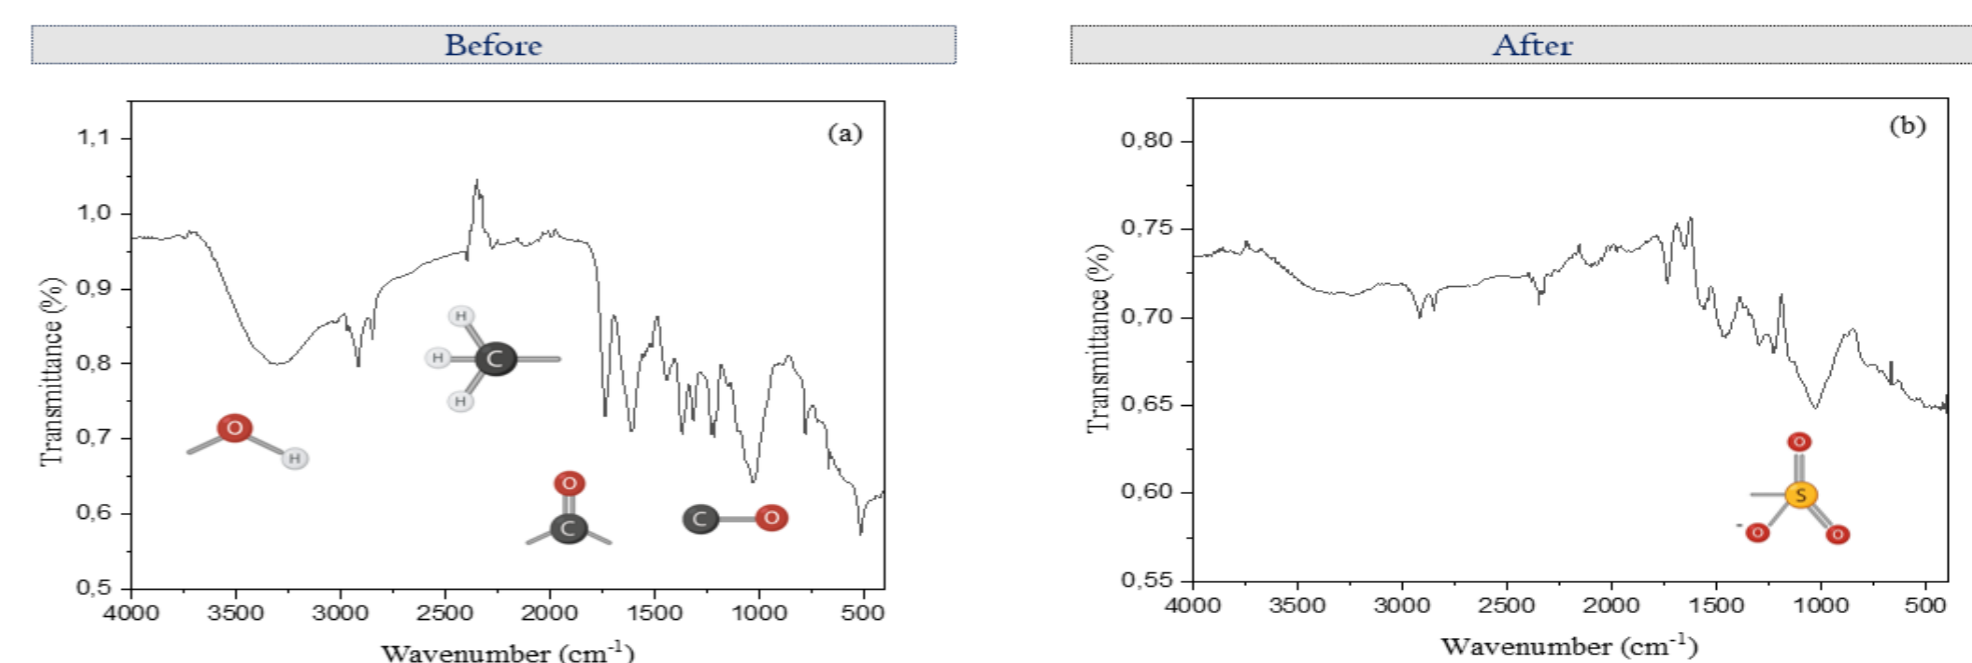 Before
After
(a)
1,1
1,0
0,9
0,8
0,7
0,6
0,5
Transmittance (%)
H
H
C
H
O
H
O
C
C
O
4000 3500 3000 2500 2000 1500 1000 500
Wavenumber (cm⁻¹)
(b)
0,80
0,75
0,70
0,65
0,60
0,55
Transmittance (%)
O
S
- O
O
4000 3500 3000 2500 2000 1500 1000 500
Wavenumber (cm⁻¹)